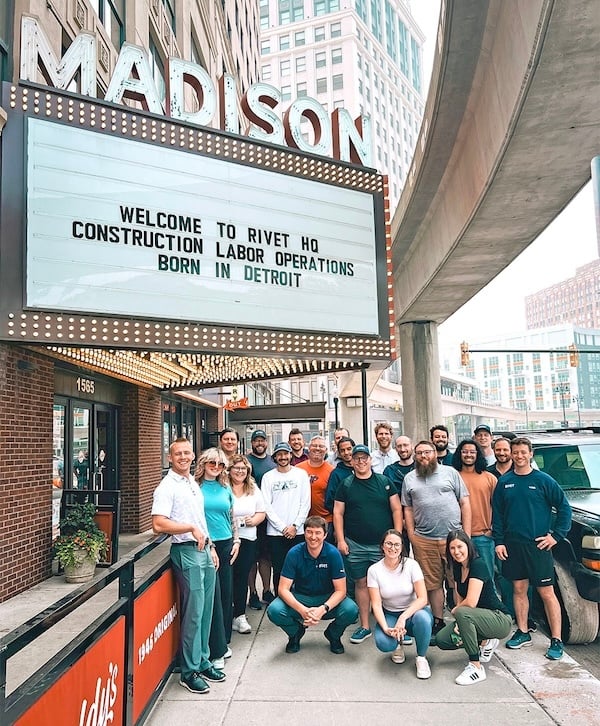 MADISON
WELCOME TO RIVET HQ
CONSTRUCTION LABOR OPERATIONS
BORN IN DETROIT
1565
1946 ORIGINAL